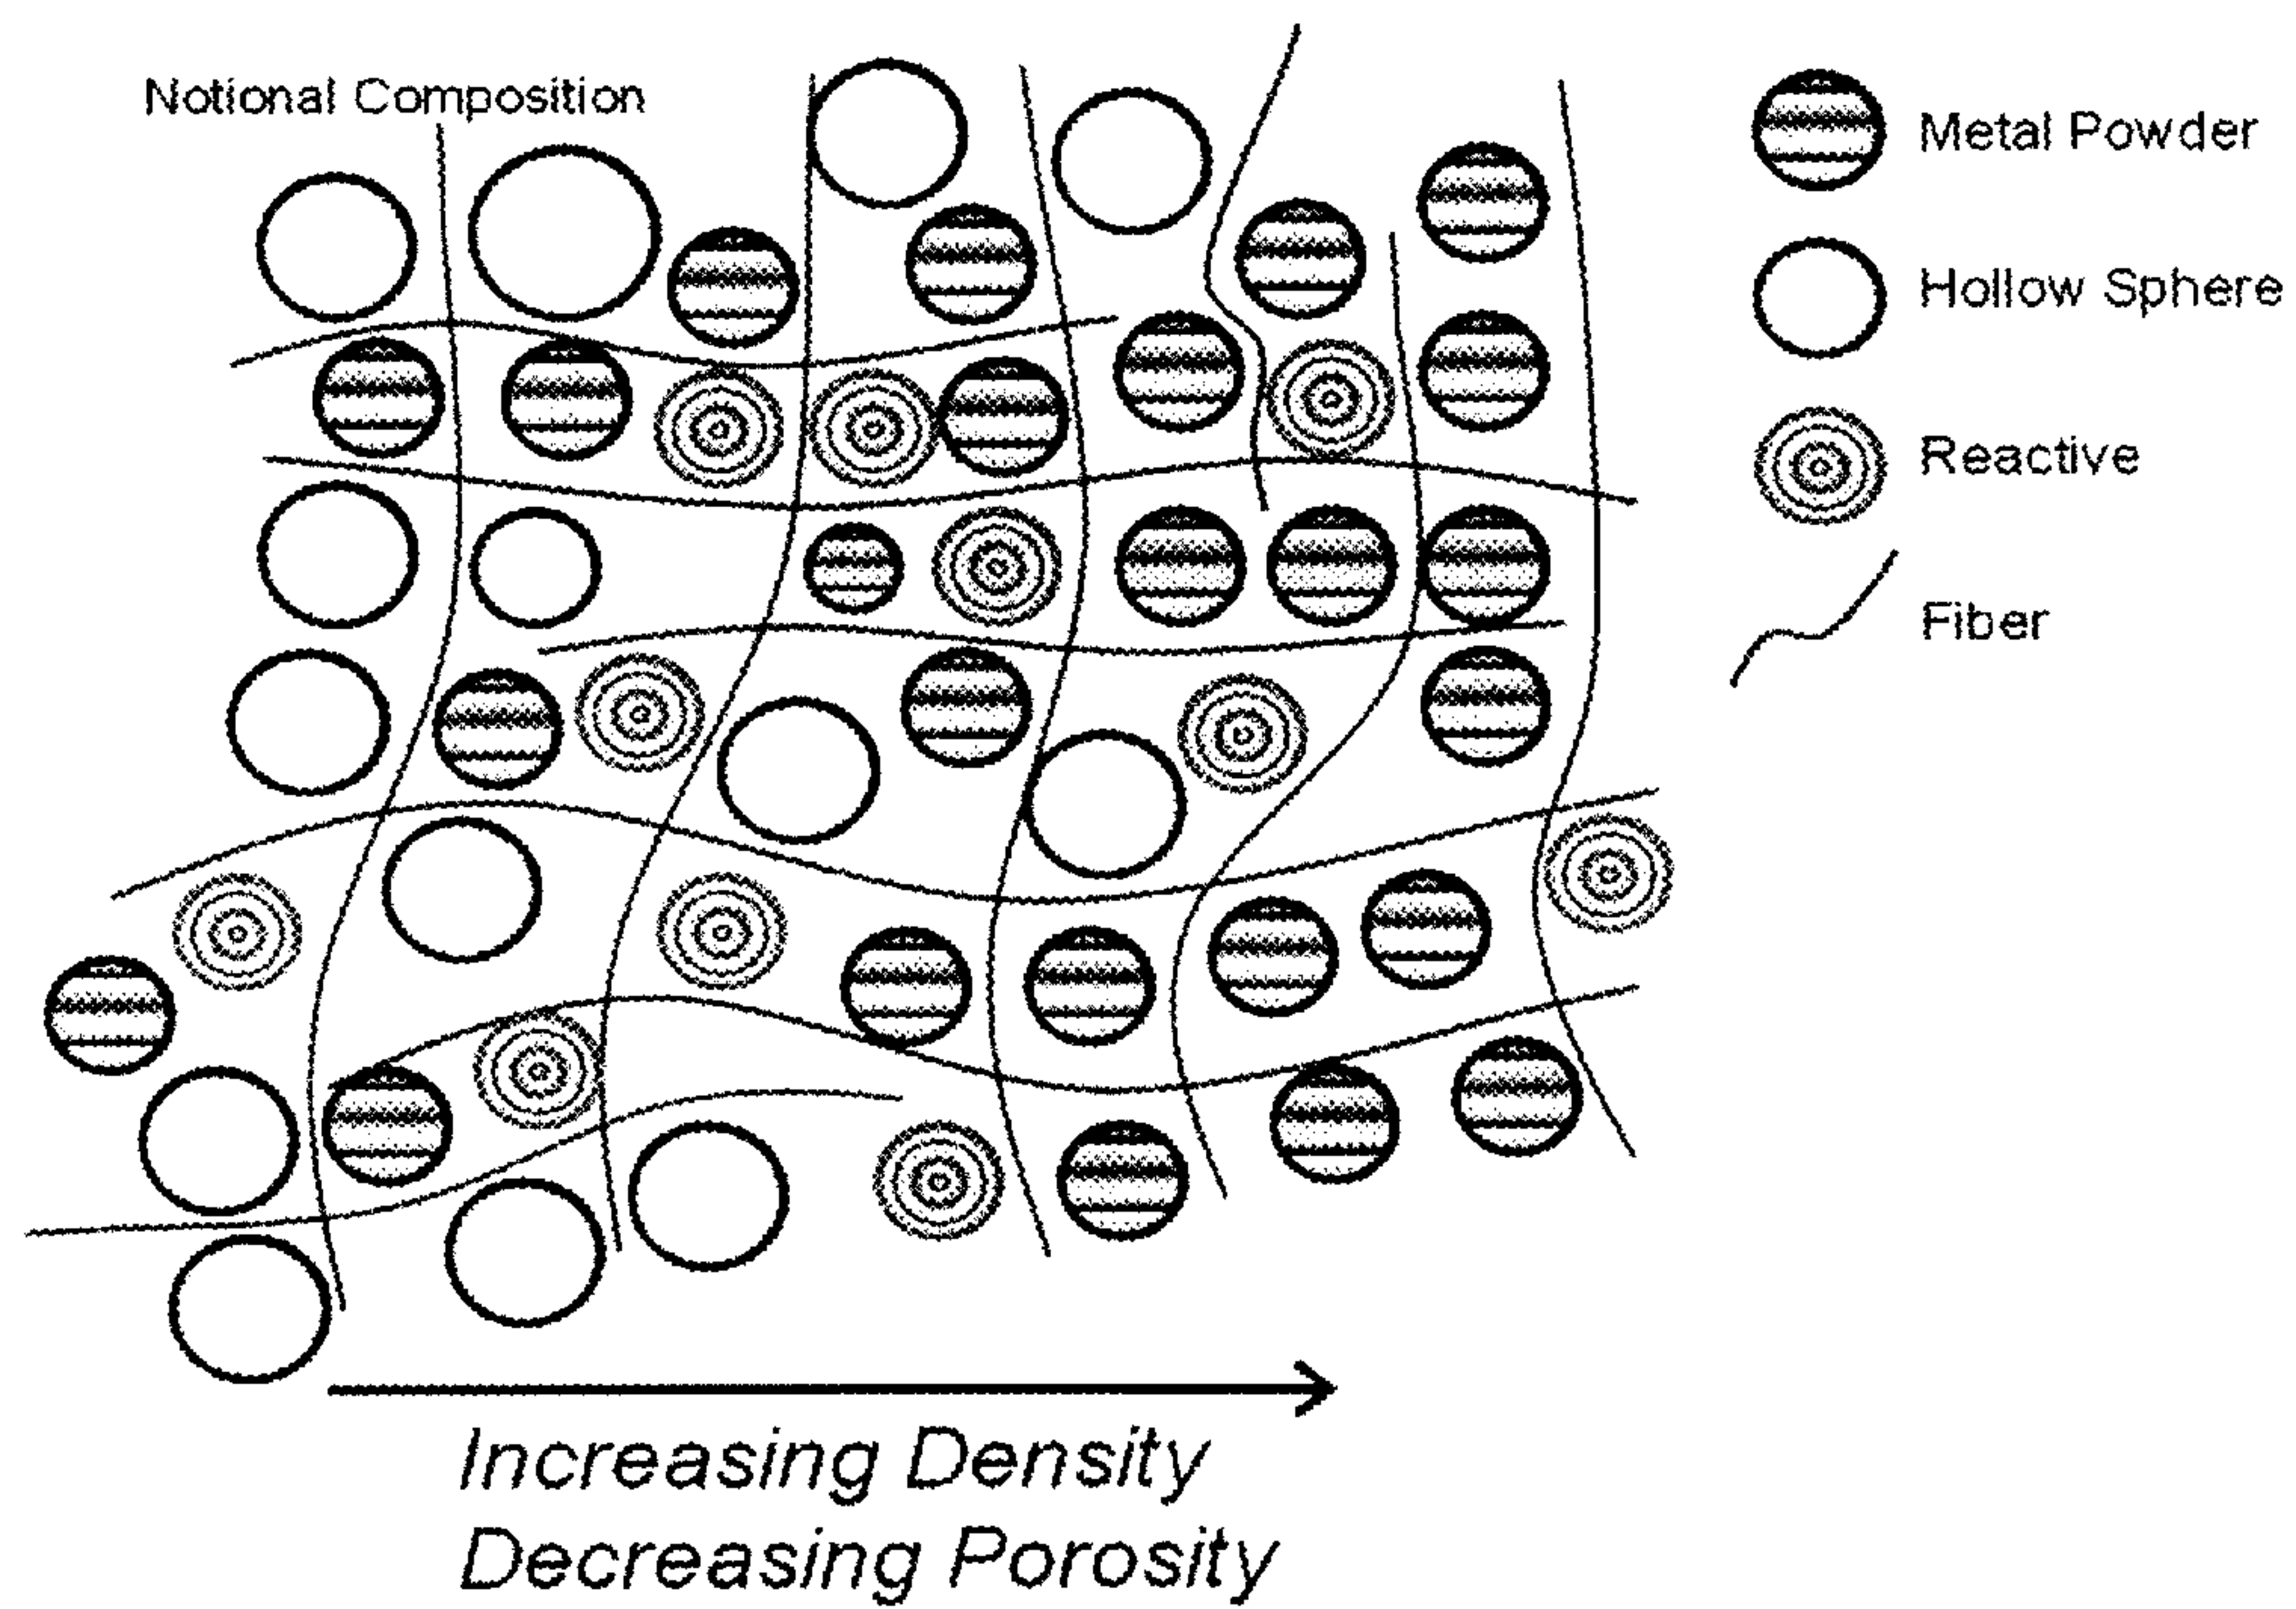 Notional Composition
Metal Powder
Hollow Sphere
Reactive
Fiber
Increasing Density
Decreasing Porosity